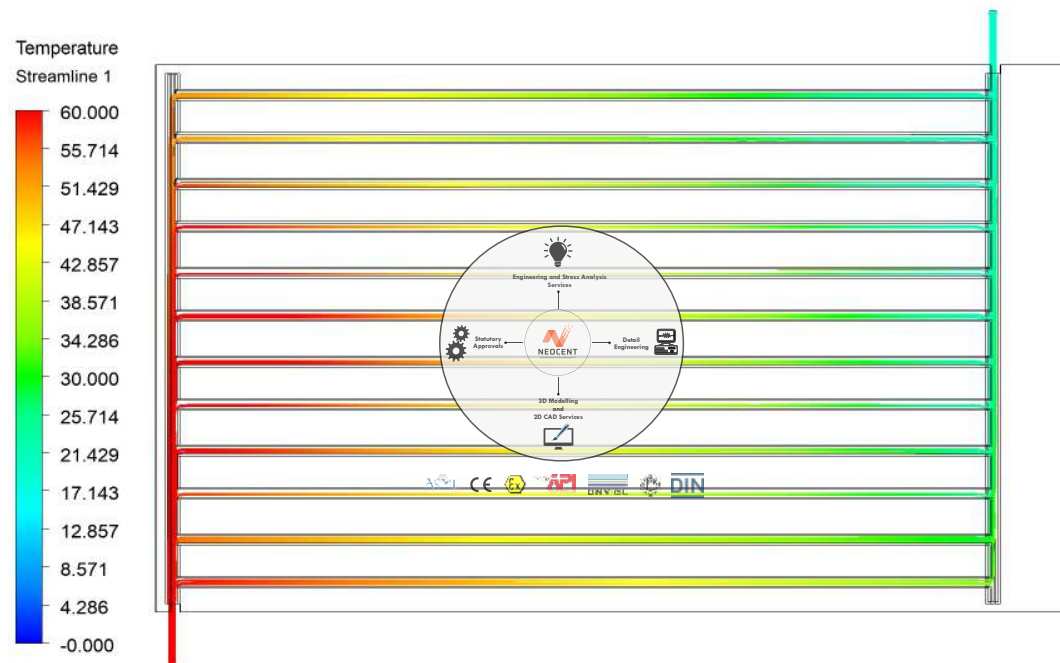 Temperature
Streamline 1
60.000
55.714
51.429
47.143
42.857
38.571
34.286
30.000
25.714
21.429
17.143
12.857
8.571
4.286
-0.000
Engineering and Stress Analysis
Services
Statutory
Approvals
NEOCENT
Detail
Engineering
3D Modelling
and
2D CAD Services
CE
Ex
API
DNV·GL
DIN